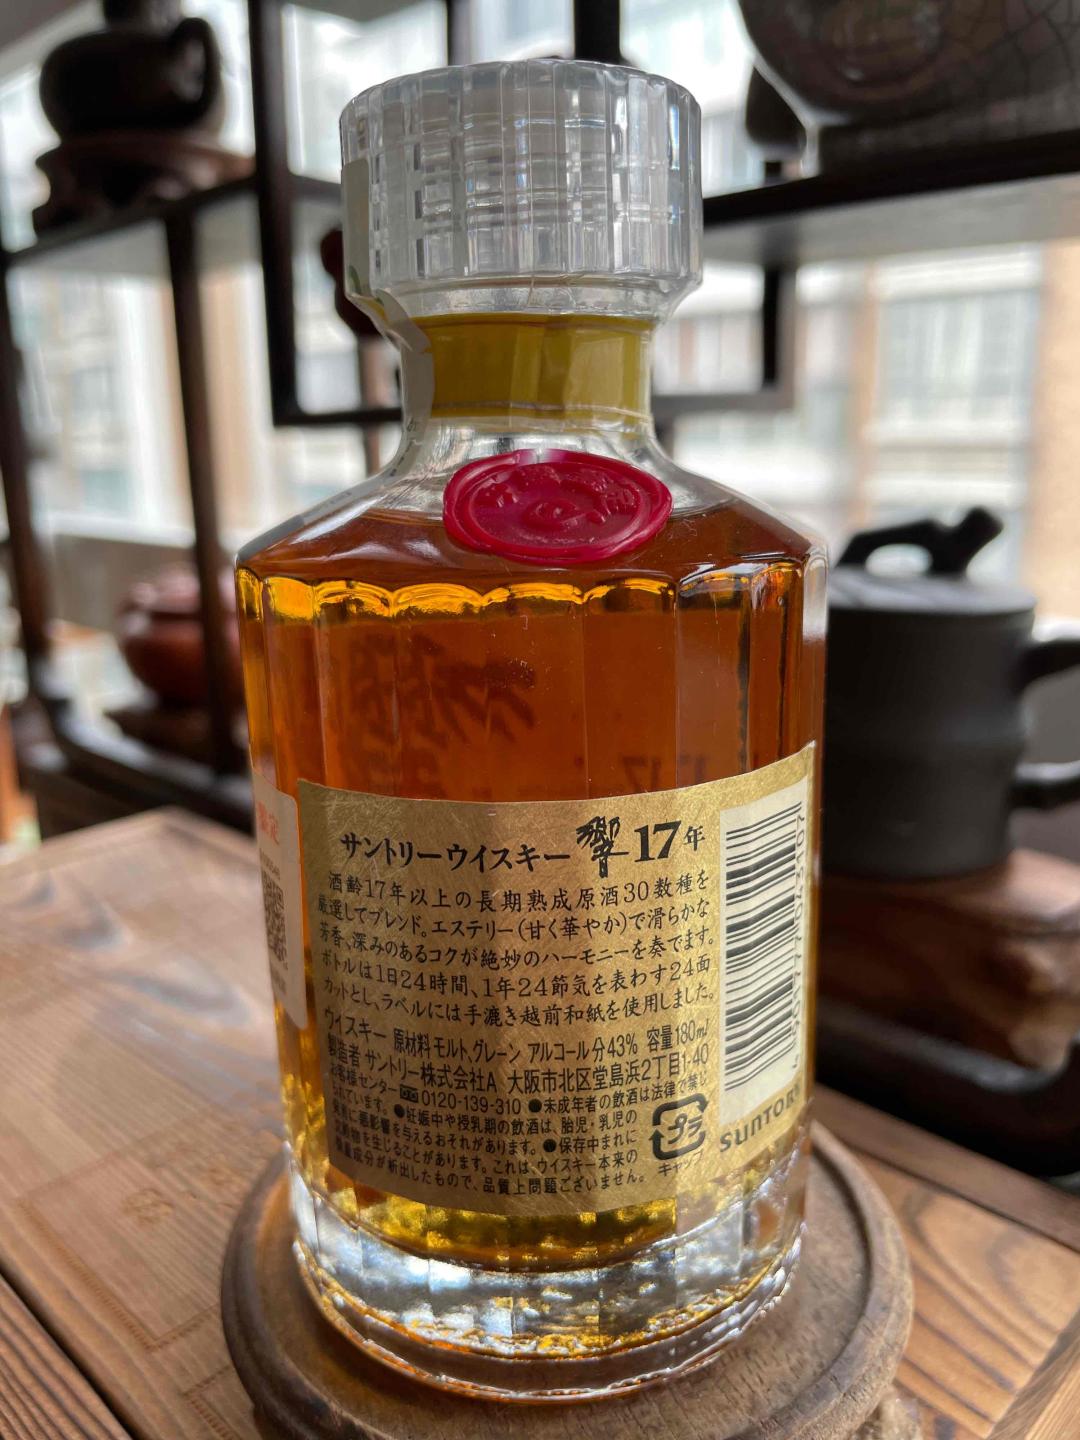 サントリーウイスキー 響 17年
酒齢17年以上の長期熟成原酒30数種を
厳選してブレンド。エステリー(甘く華やか)で滑らかな
芳香、深みのあるコクが絶妙のハーモニーを奏でます。
ボトルは1日24時間、1年24節気を表わす24面
カットとし、ラベルには手漉き越前和紙を使用しました。
ウイスキー 原材料 モルト、グレーン アルコール分43% 容量180ml
製造者 サントリー株式会社A 大阪市北区堂島浜2丁目1-40
お客様センター 0120-139-310 ●未成年者の飲酒は法律で禁じ
られています。●妊娠中や授乳期の飲酒は、胎児・乳児の
発育に悪影響を与えるおそれがあります。●保存中まれに
沈殿物を生じることがあります。これは、ウイスキー本来の
成分が析出したもので、品質上問題ございません。
プラ
キャップ
SUNTORY